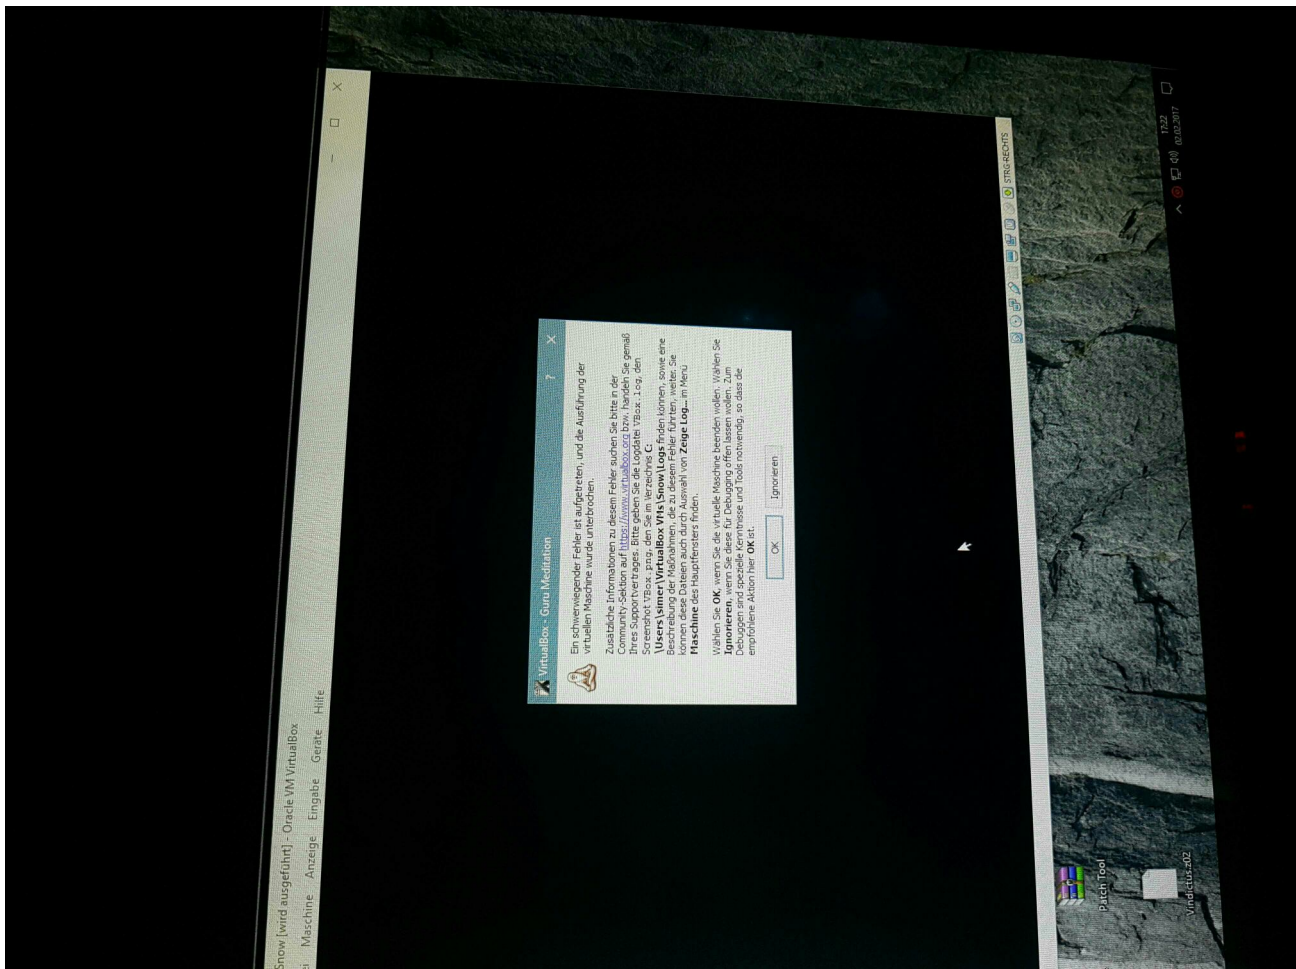 Snow [wird ausgeführt] - Oracle VM VirtualBox
Maschine Anzeige Eingabe Geräte Hilfe
VirtualBox - Guru Meditation
Ein schwerwiegender Fehler ist aufgetreten, und die Ausführung der
virtuellen Maschine wurde unterbrochen.
Zusätzliche Informationen zu diesem Fehler suchen Sie bitte in der
Community-Sektion auf https://www.virtualbox.org bzw. handeln Sie gemäß
Ihres Supportvertrages. Bitte geben Sie die Logdatei VBox.log, den
Screenshot VBox.png, den Sie im Verzeichnis C:
\Users\simer\VirtualBox VMs\Snow\Logs finden können, sowie eine
Beschreibung der Maßnahmen, die zu diesem Fehler führten, weiter. Sie
können diese Dateien auch durch Auswahl von Zeige Log... im Menü
Maschine des Hauptfensters finden.
Wählen Sie OK, wenn Sie die virtuelle Maschine beenden wollen. Wählen Sie
Ignorieren, wenn Sie diese für Debugging offen lassen wollen. Zum
Debuggen sind spezielle Kenntnisse und Tools notwendig, so dass die
empfohlene Aktion hier OK ist.
OK Ignorieren
STRG-RECHTS
Patch Tool
Vindictus.z02
17:22
02.02.2017